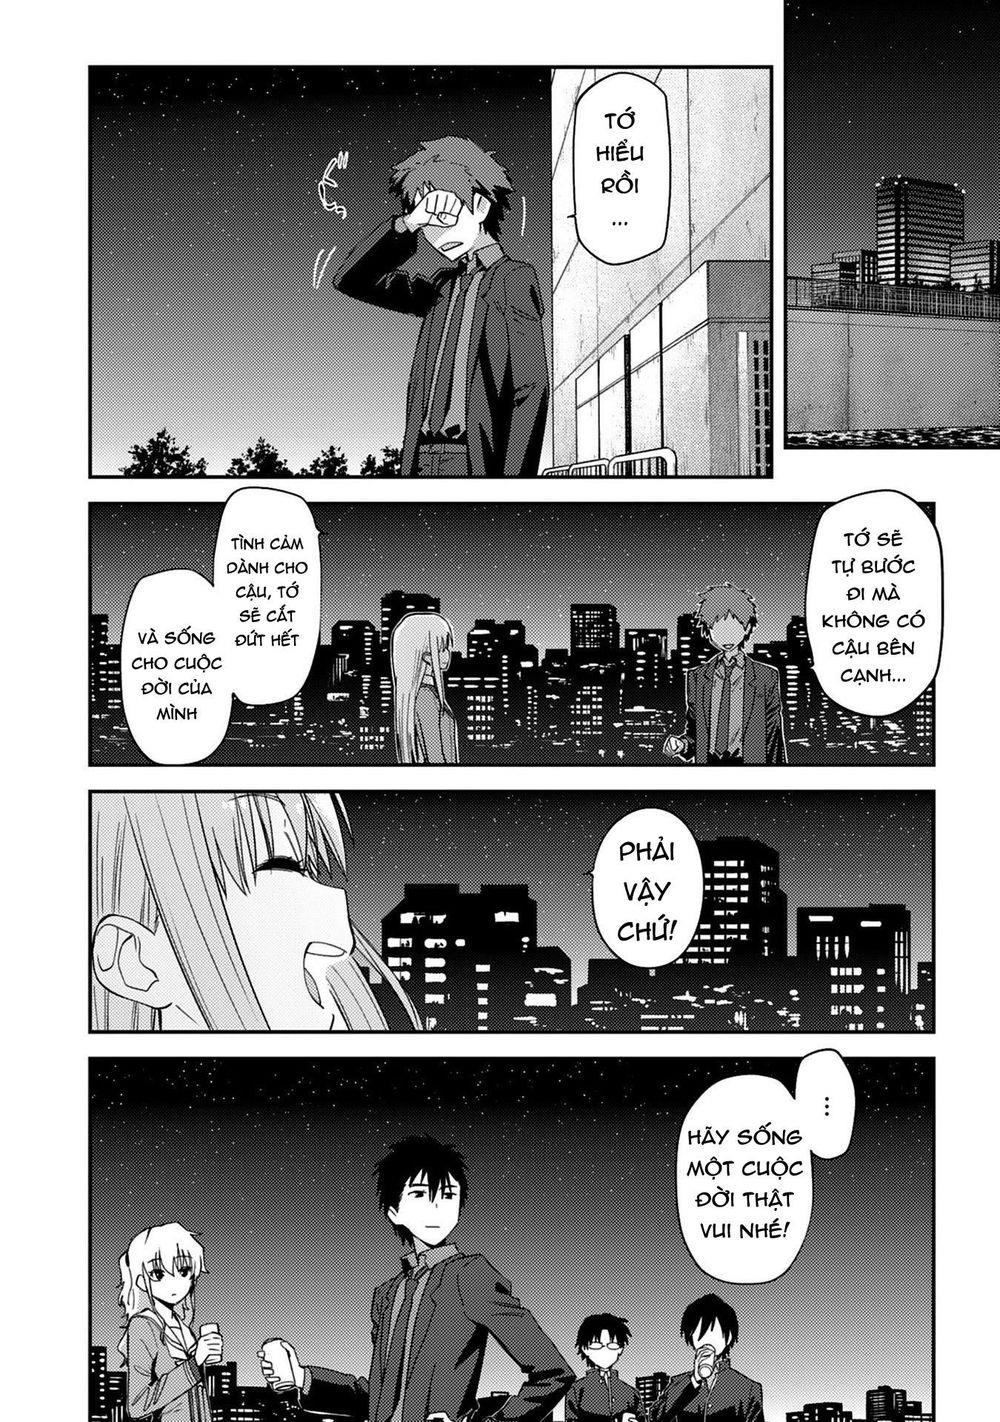 TỚ
HIỂU
RỒI
...
TỚ SẼ
TỰ BƯỚC
ĐI MÀ
KHÔNG CÓ
CẬU BÊN
CẠNH...
TÌNH CẢM
DÀNH CHO
CẬU, TỚ
SẼ CẮT
ĐỨT HẾT
VÀ SỐNG
CHO CUỘC
ĐỜI CỦA
MÌNH
PHẢI
VẬY
CHỨ!
...
HÃY SỐNG
MỘT CUỘC
ĐỜI THẬT
VUI NHÉ!